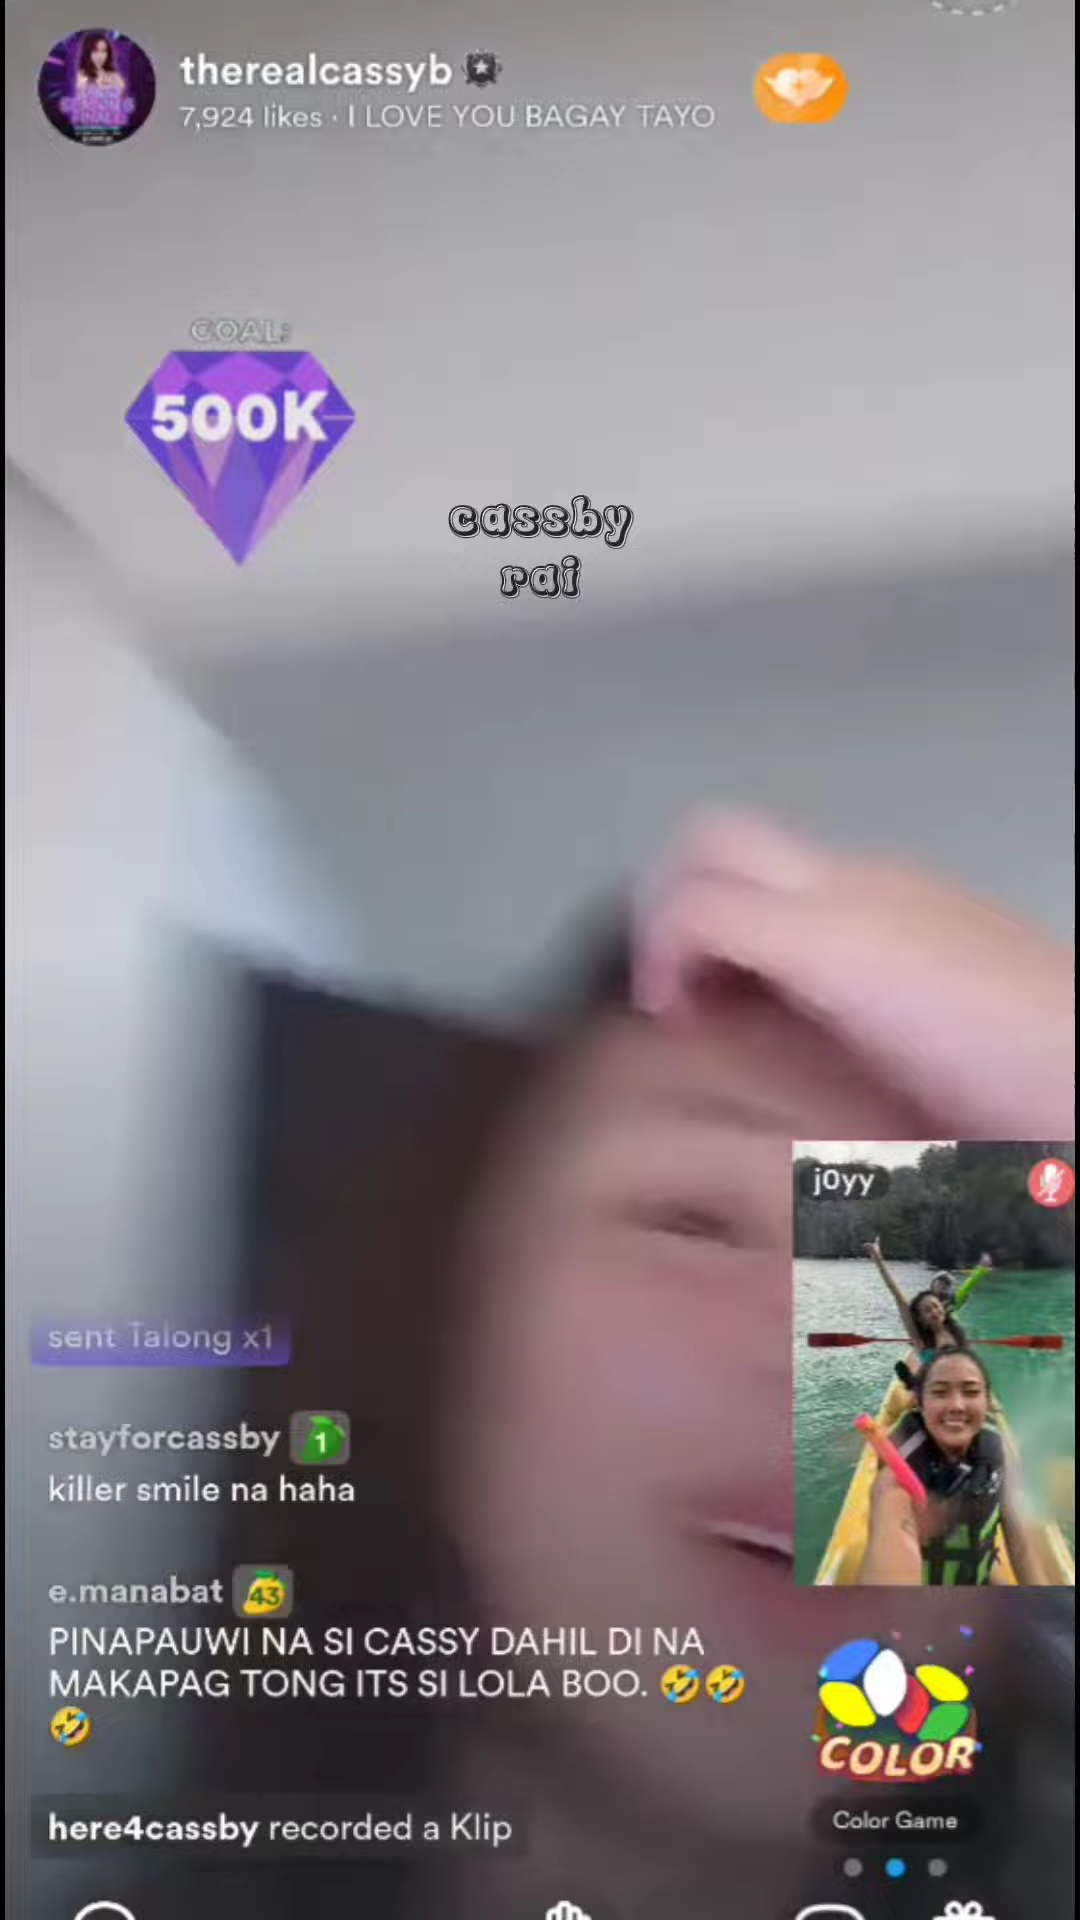 therealcassyb
7,924 likes · I LOVE YOU BAGAY TAYO
GOAL:
500K
cassby
rai
j0yy
sent Talong x1
stayforcassby 1
killer smile na haha
e.manabat 43
PINAPAUWI NA SI CASSY DAHIL DI NA
MAKAPAG TONG ITS SI LOLA BOO. 🤣🤣
🤣
COLOR
here4cassby recorded a Klip
Color Game